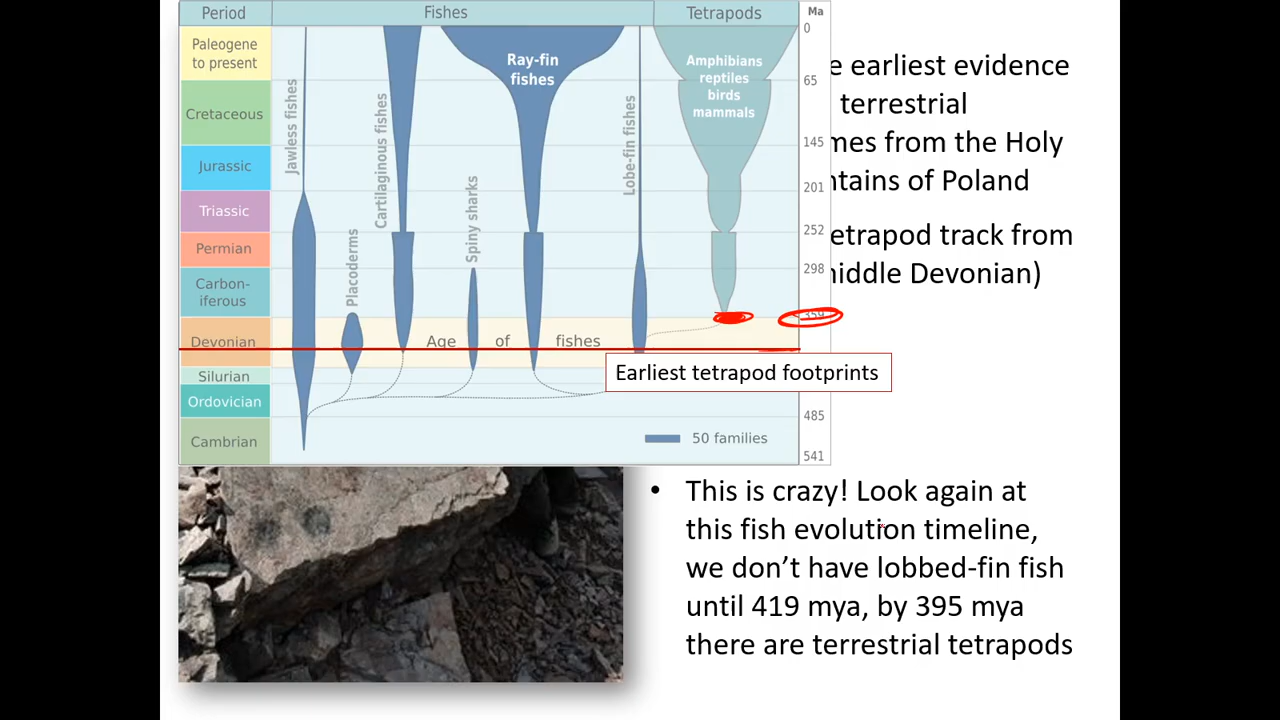 Period
Fishes
Tetrapods
Ma
0
Paleogene
to present
Ray-fin
fishes
Amphibians
reptiles
birds
mammals
65
Cretaceous
145
Jurassic
201
Triassic
252
Permian
298
Carbon-
iferous
359
Devonian
Age of fishes
Silurian
Ordovician
485
Cambrian
541
Jawless fishes
Placoderms
Cartilaginous fishes
Spiny sharks
Lobe-fin fishes
50 families
Earliest tetrapod footprints
e earliest evidence
terrestrial
mes from the Holy
ntains of Poland
etrapod track from
iddle Devonian)
• This is crazy! Look again at
this fish evolution timeline,
we don’t have lobbed-fin fish
until 419 mya, by 395 mya
there are terrestrial tetrapods